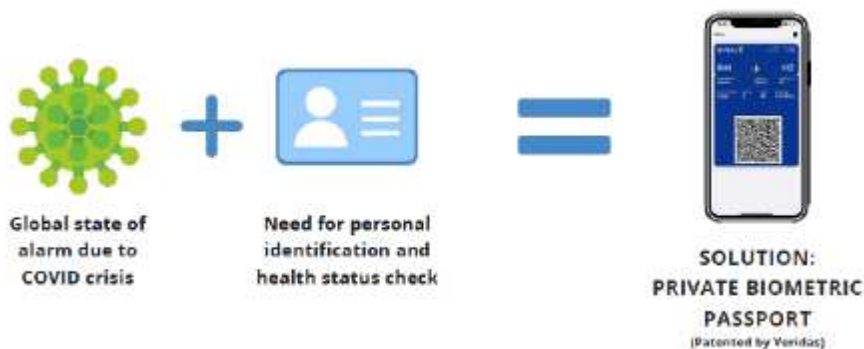 Global state of
alarm due to
COVID crisis
Need for personal
identification and
health status check
SOLUTION:
PRIVATE BIOMETRIC
PASSPORT
(Patented by Veridas)